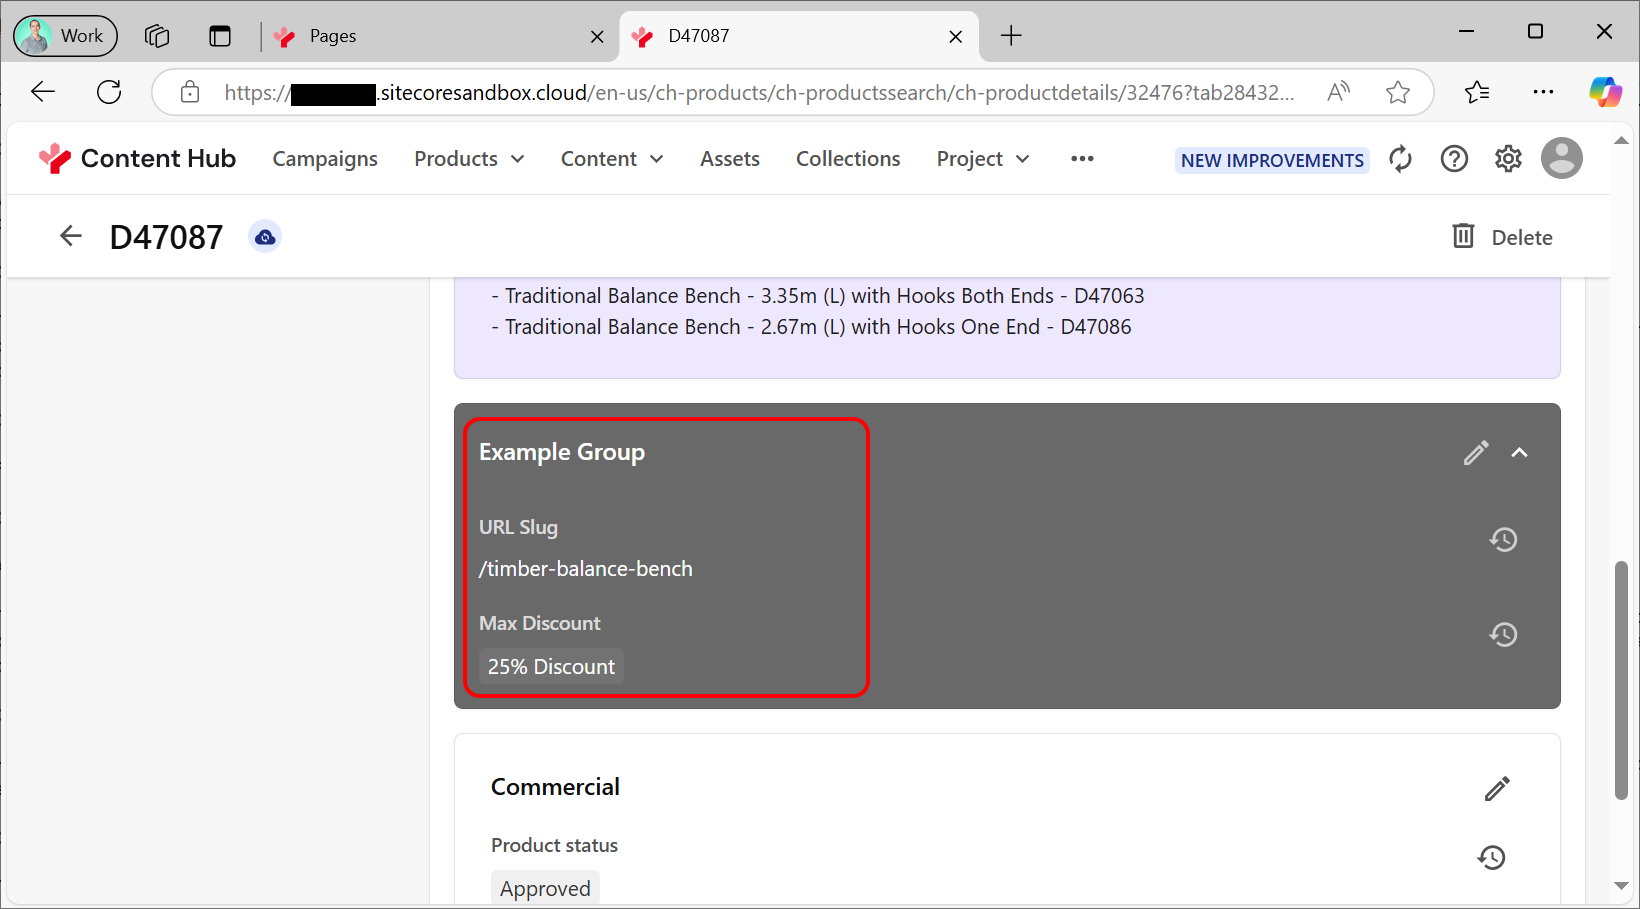 Work
Pages
D47087
https:// .sitecoresandbox.cloud/en-us/ch-products/ch-productssearch/ch-productdetails/32476?tab28432...
Content Hub
Campaigns
Products
Content
Assets
Collections
Project
NEW IMPROVEMENTS
D47087
Delete
- Traditional Balance Bench - 3.35m (L) with Hooks Both Ends - D47063
- Traditional Balance Bench - 2.67m (L) with Hooks One End - D47086
Example Group
URL Slug
/timber-balance-bench
Max Discount
25% Discount
Commercial
Product status
Approved